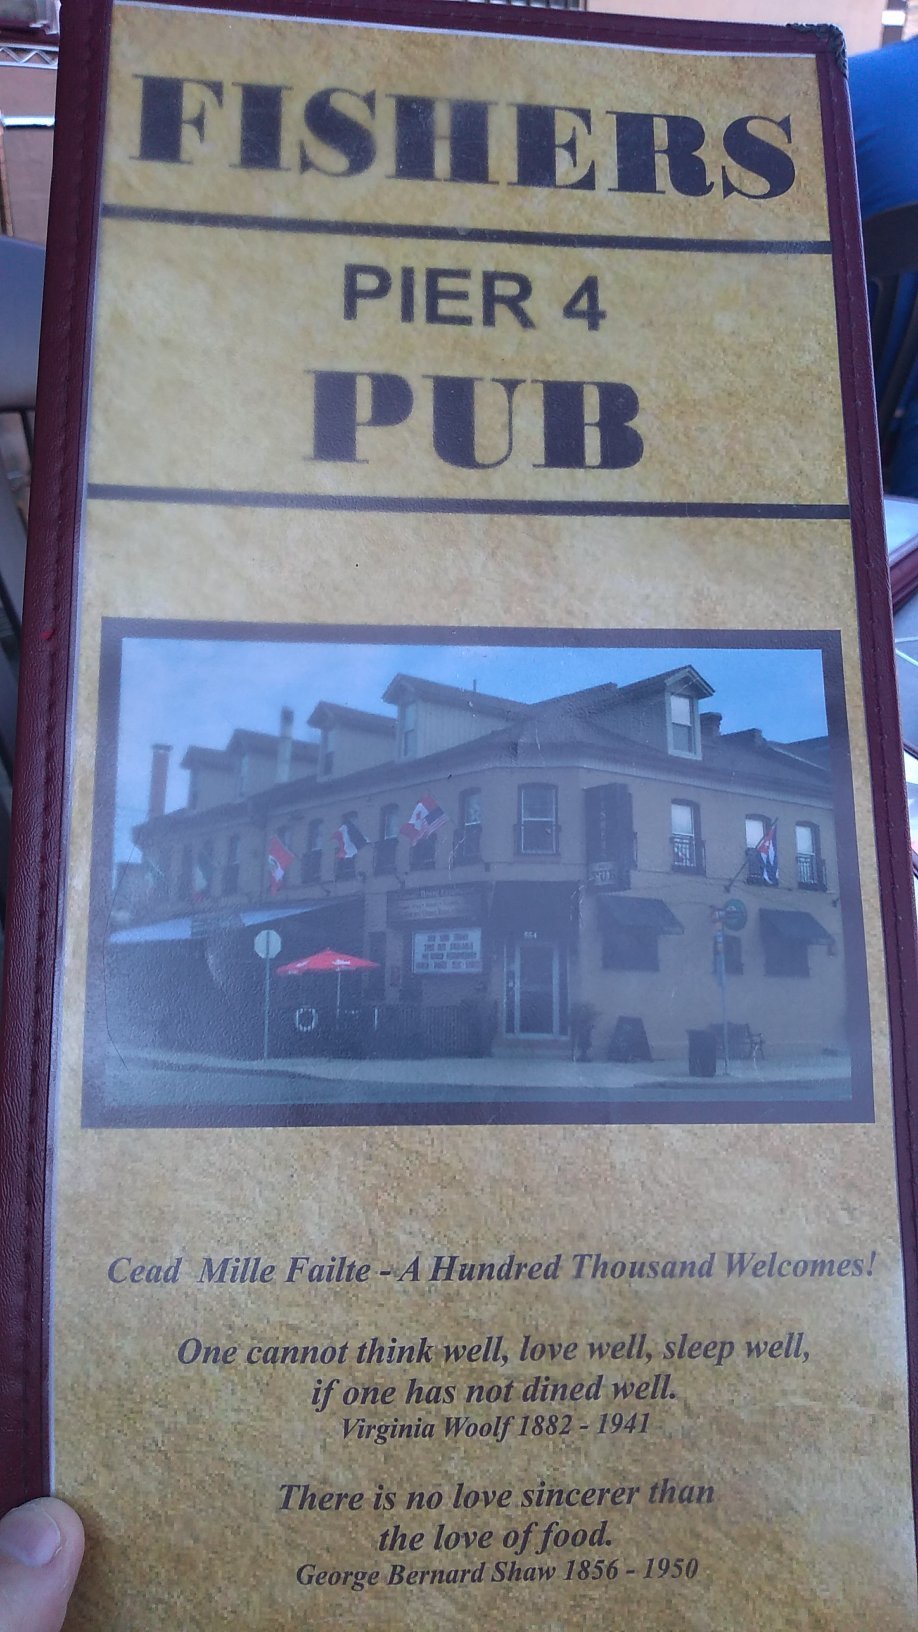 FISHERS
PIER 4
PUB
554
Cead Mille Failte - A Hundred Thousand Welcomes!
One cannot think well, love well, sleep well,
if one has not dined well.
Virginia Woolf 1882 - 1941
There is no love sincerer than
the love of food.
George Bernard Shaw 1856 - 1950